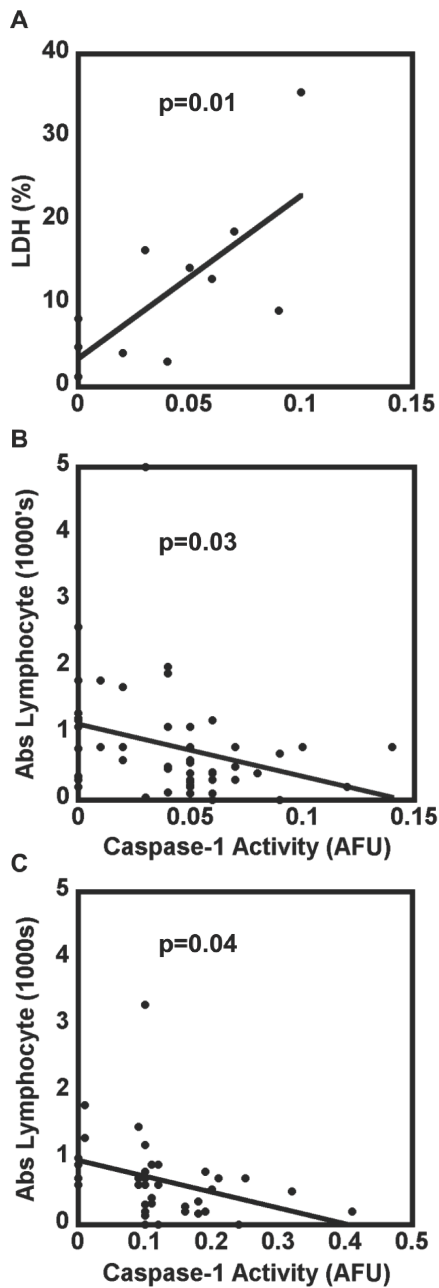 A
40
p=0.01
30
LDH (%)
20
10
0
0 0.05 0.1 0.15
B
5
p=0.03
4
Abs Lymphocyte (1000's)
3
2
1
0
0 0.05 0.1 0.15
Caspase-1 Activity (AFU)
C
5
p=0.04
4
Abs Lymphocyte (1000s)
3
2
1
0
0 0.1 0.2 0.3 0.4 0.5
Caspase-1 Activity (AFU)